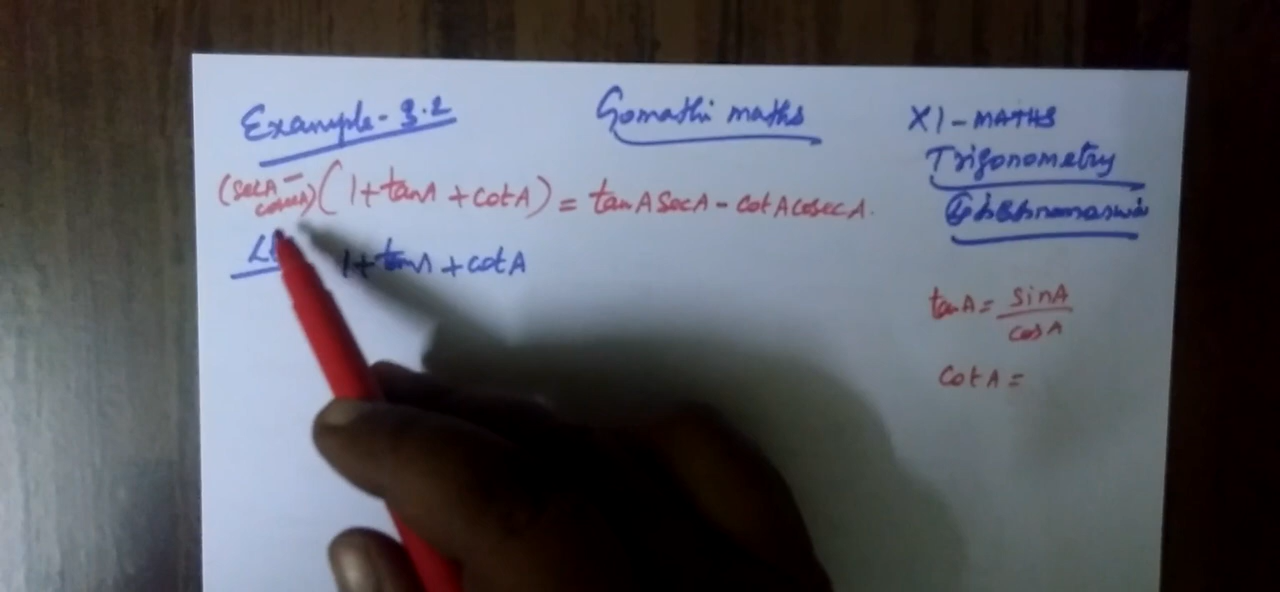 Example - 3.2
Gomathi maths
XI - MATHS
Trigonometry
(SecA - cosecA) (1 + tanA + cotA) = tanA SecA - cotA cosecA.
1 + tanA + cotA
tanA = sinA / cosA
cotA =